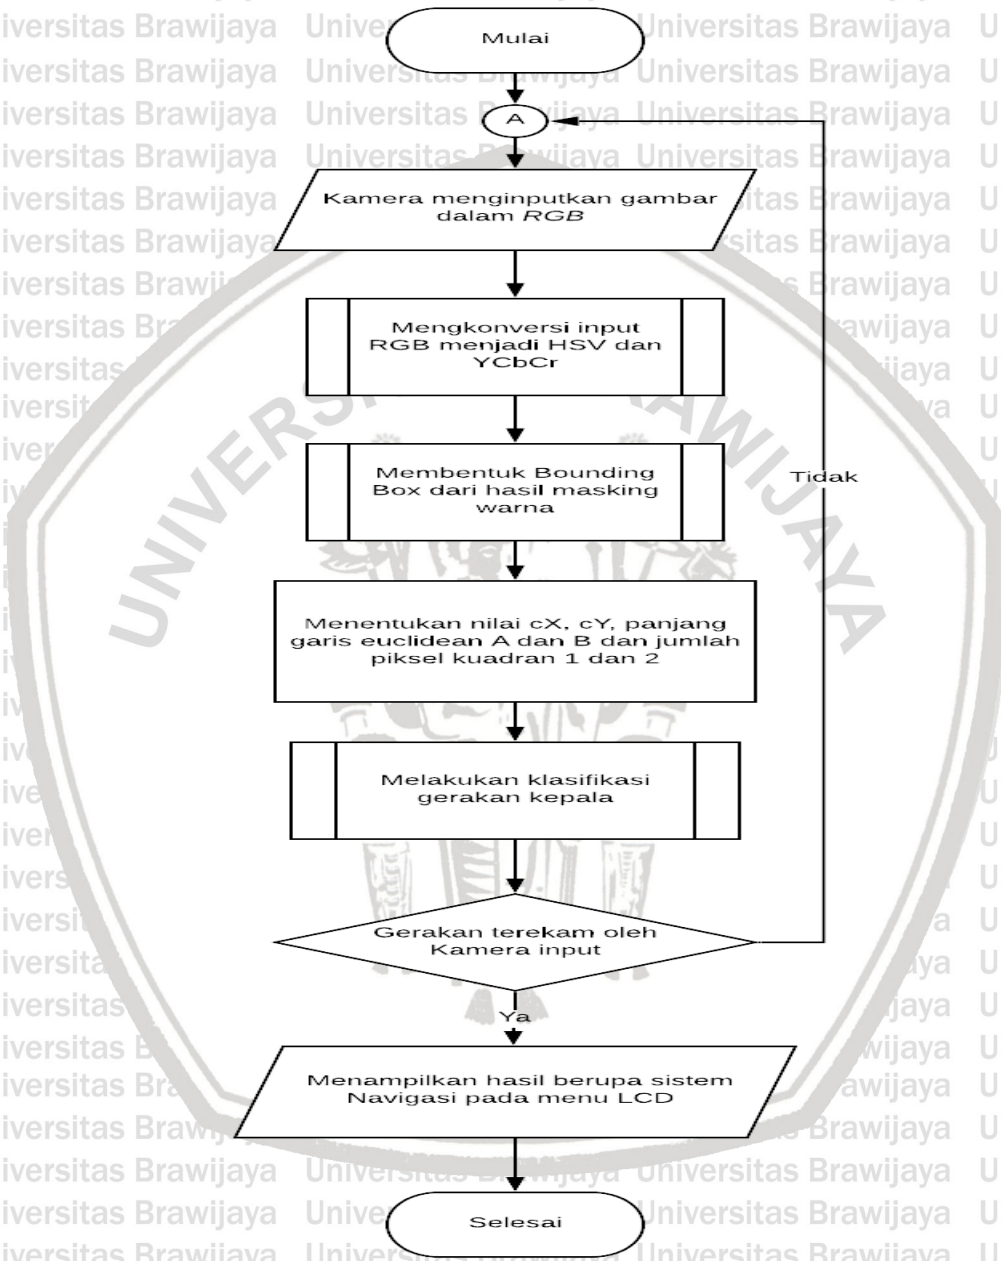 Mulai
A
Kamera menginputkan gambar
dalam RGB
Mengkonversi input
RGB menjadi HSV dan
YCbCr
Membentuk Bounding
Box dari hasil masking
warna
Tidak
Menentukan nilai cX, cY, panjang
garis euclidean A dan B dan jumlah
piksel kuadran 1 dan 2
Melakukan klasifikasi
gerakan kepala
Gerakan terekam oleh
Kamera input
Ya
Menampilkan hasil berupa sistem
Navigasi pada menu LCD
Selesai
Universitas Brawijaya